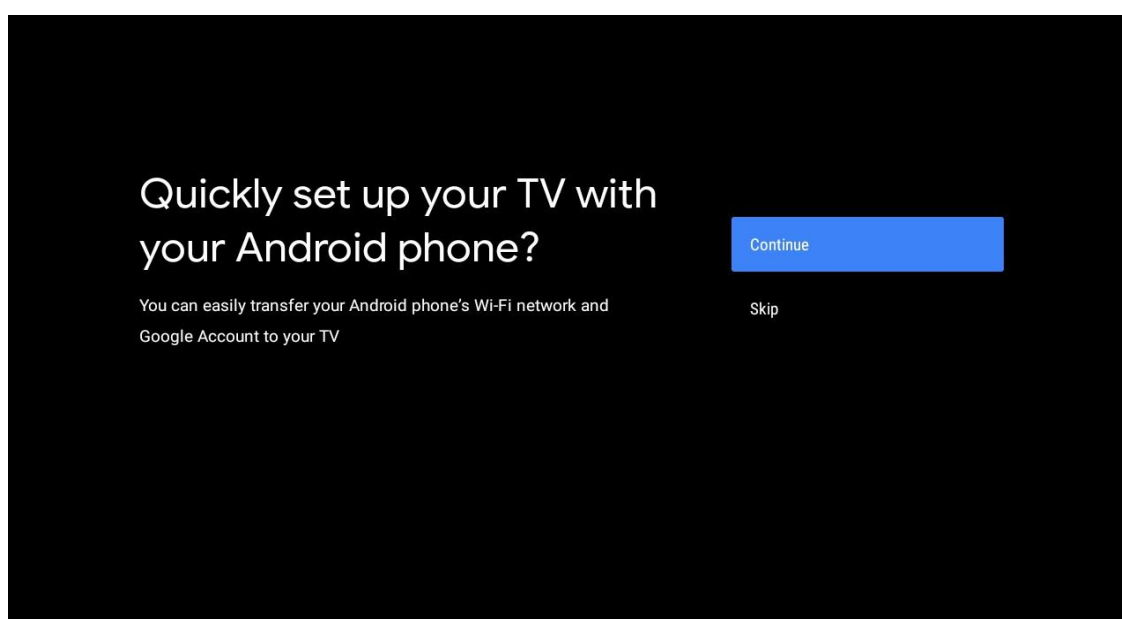 Quickly set up your TV with
your Android phone?
You can easily transfer your Android phone’s Wi-Fi network and
Google Account to your TV
Continue
Skip